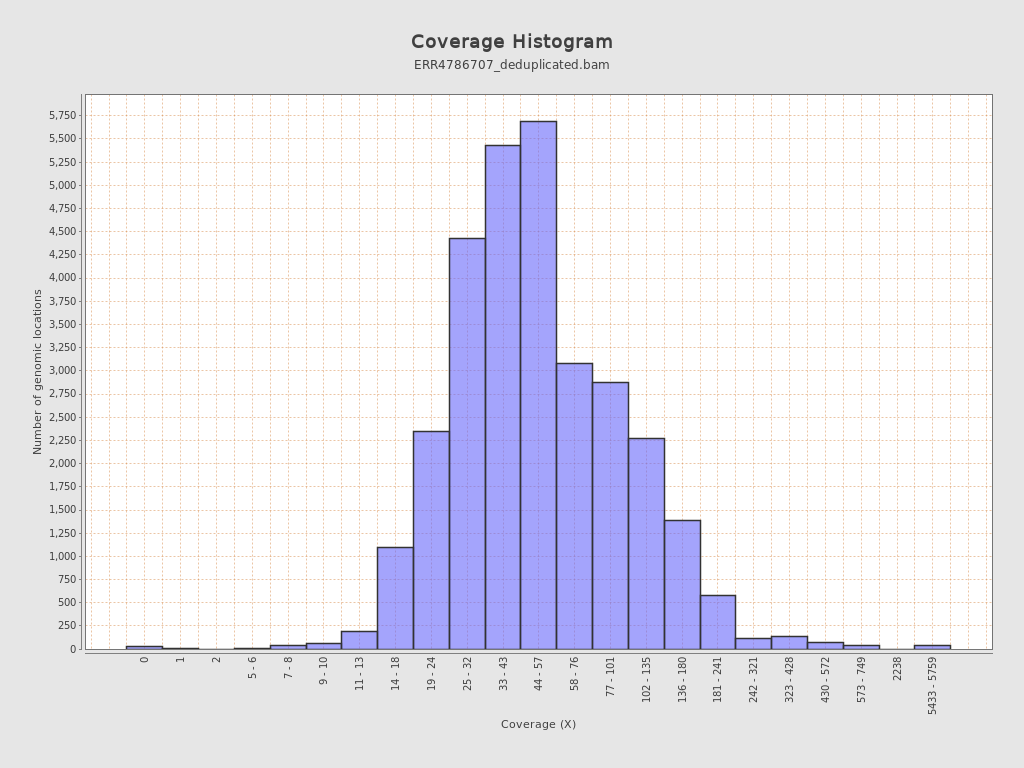 Coverage Histogram
ERR4786707_deduplicated.bam
Number of genomic locations
5,750
5,500
5,250
5,000
4,750
4,500
4,250
4,000
3,750
3,500
3,250
3,000
2,750
2,500
2,250
2,000
1,750
1,500
1,250
1,000
750
500
250
0
0
1
2
5 - 6
7 - 8
9 - 10
11 - 13
14 - 18
19 - 24
25 - 32
33 - 43
44 - 57
58 - 76
77 - 101
102 - 135
136 - 180
181 - 241
242 - 321
323 - 428
430 - 572
573 - 749
2238
5433 - 5759
Coverage (X)